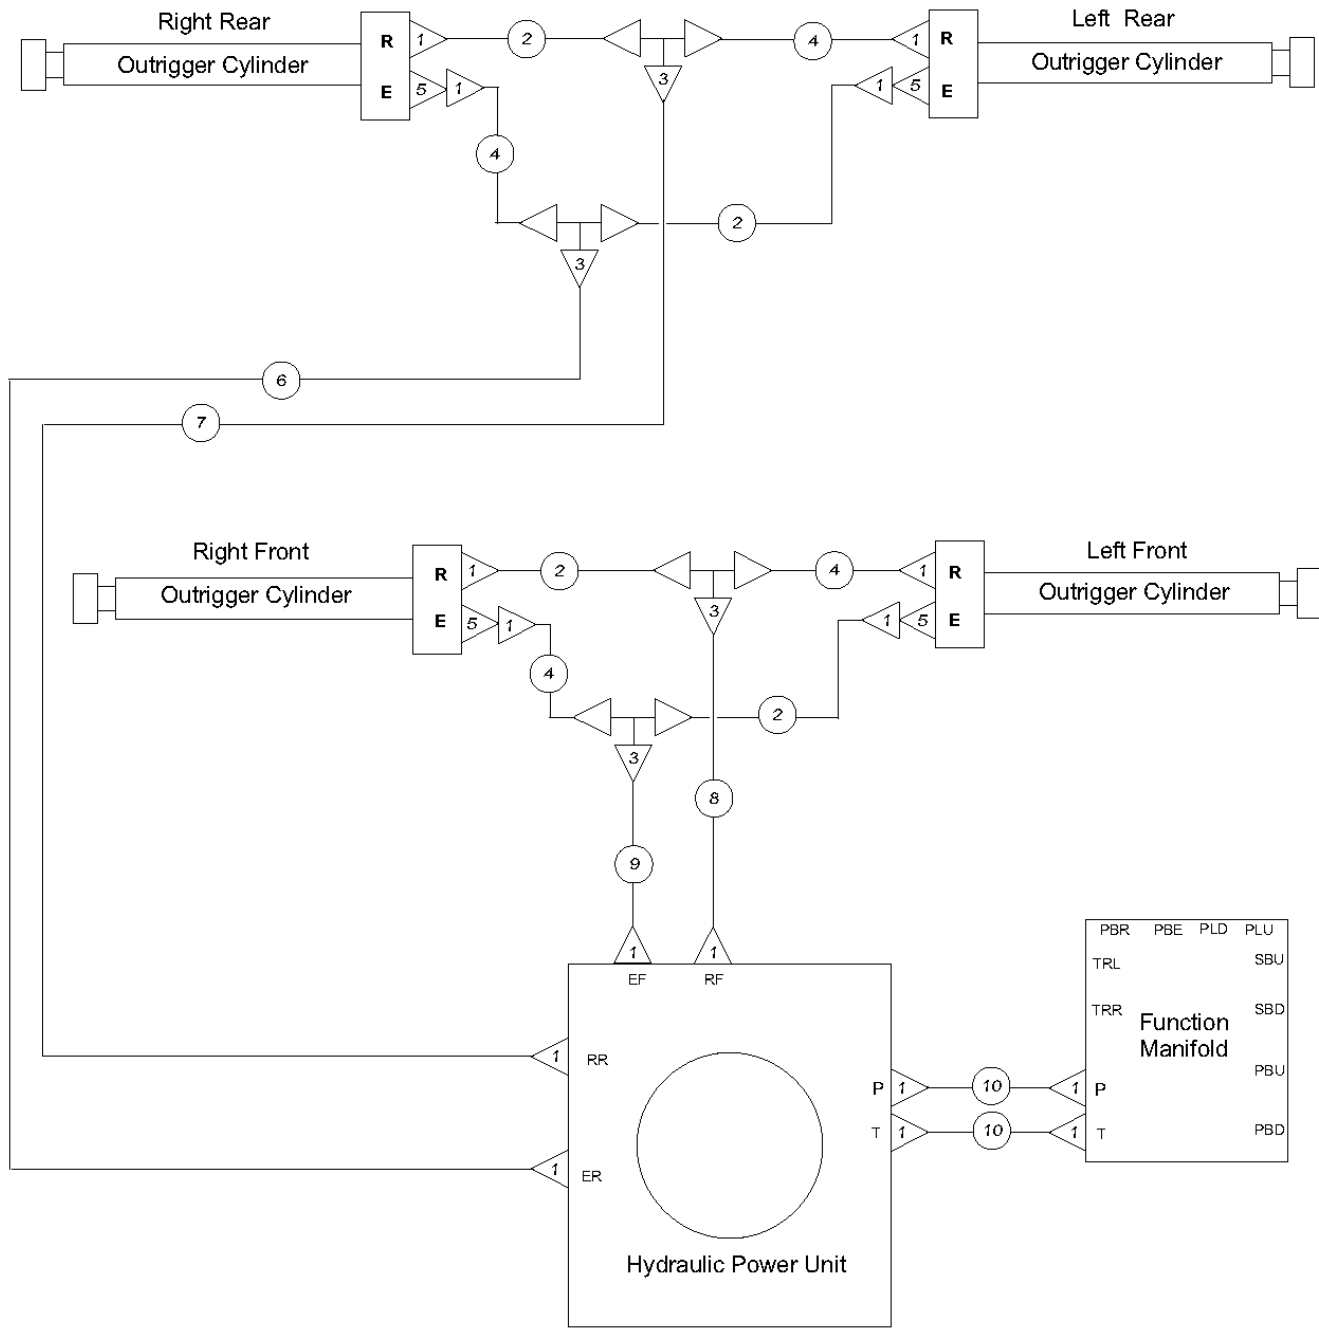 Right Rear
Left Rear
R 1 2 4 1 R
Outrigger Cylinder
Outrigger Cylinder
E 5 1 3 1 5 E
4
2
3
6
7
Right Front
Left Front
R 1 2 4 1 R
Outrigger Cylinder
Outrigger Cylinder
E 5 1 3 1 5 E
4
2
3
8
9
1 1
EF RF
PBR PBE PLD PLU
TRL SBU
TRR SBD
Function
Manifold
1 RR
PBU
P 1 10 1 P
T 1 10 1 T
PBD
1 ER
Hydraulic Power Unit